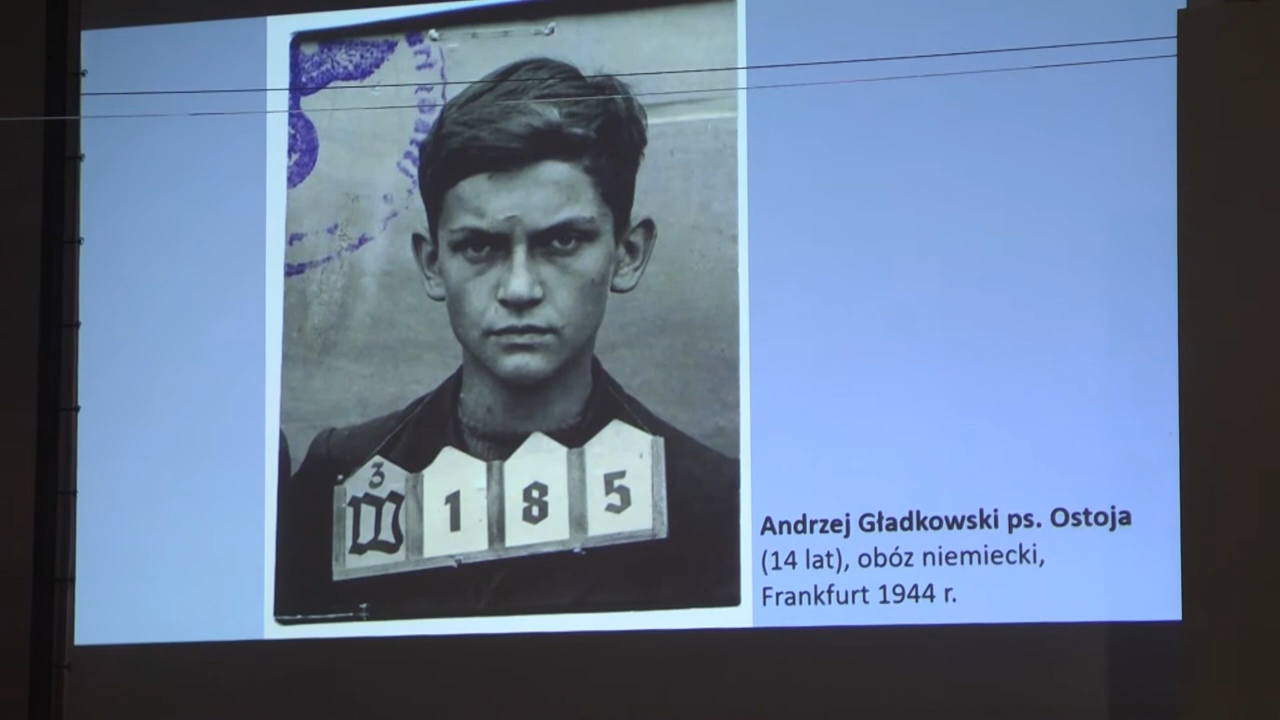 3
W 1 8 5
Andrzej Gładkowski ps. Ostoja
(14 lat), obóz niemiecki,
Frankfurt 1944 r.